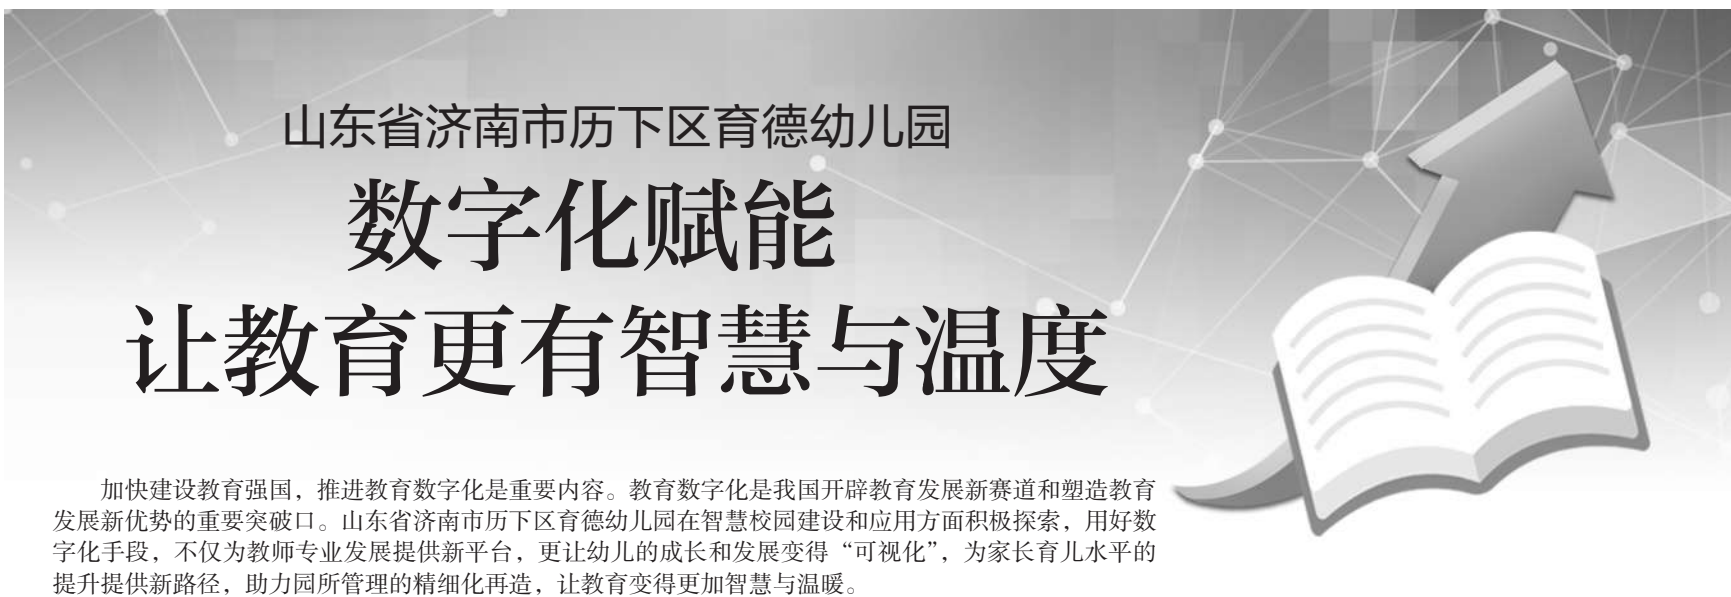 山东省济南市历下区育德幼儿园
数字化赋能
让教育更有智慧与温度
加快建设教育强国，推进教育数字化是重要内容。教育数字化是我国开辟教育发展新赛道和塑造教育
发展新优势的重要突破口。山东省济南市历下区育德幼儿园在智慧校园建设和应用方面积极探索，用好数
字化手段，不仅为教师专业发展提供新平台，更让幼儿的成长和发展变得“可视化”，为家长育儿水平的
提升提供新路径，助力园所管理的精细化再造，让教育变得更加智慧与温暖。